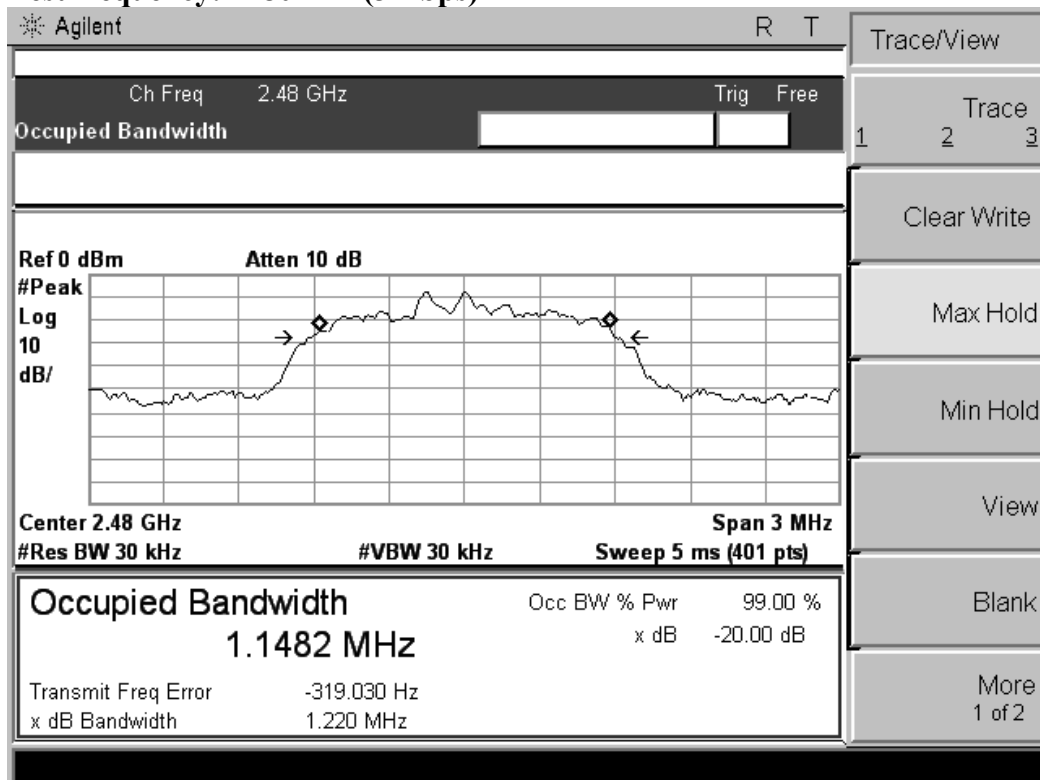 Agilent R T
Trace/View
Ch Freq 2.48 GHz Trig Free
Occupied Bandwidth
Trace
1 2 3
Clear Write
Ref 0 dBm Atten 10 dB
#Peak
Log
10
dB/
Max Hold
Min Hold
View
Center 2.48 GHz Span 3 MHz
#Res BW 30 kHz #VBW 30 kHz Sweep 5 ms (401 pts)
Occupied Bandwidth Occ BW % Pwr 99.00 %
1.1482 MHz x dB -20.00 dB
Blank
Transmit Freq Error -319.030 Hz
x dB Bandwidth 1.220 MHz
More
1 of 2